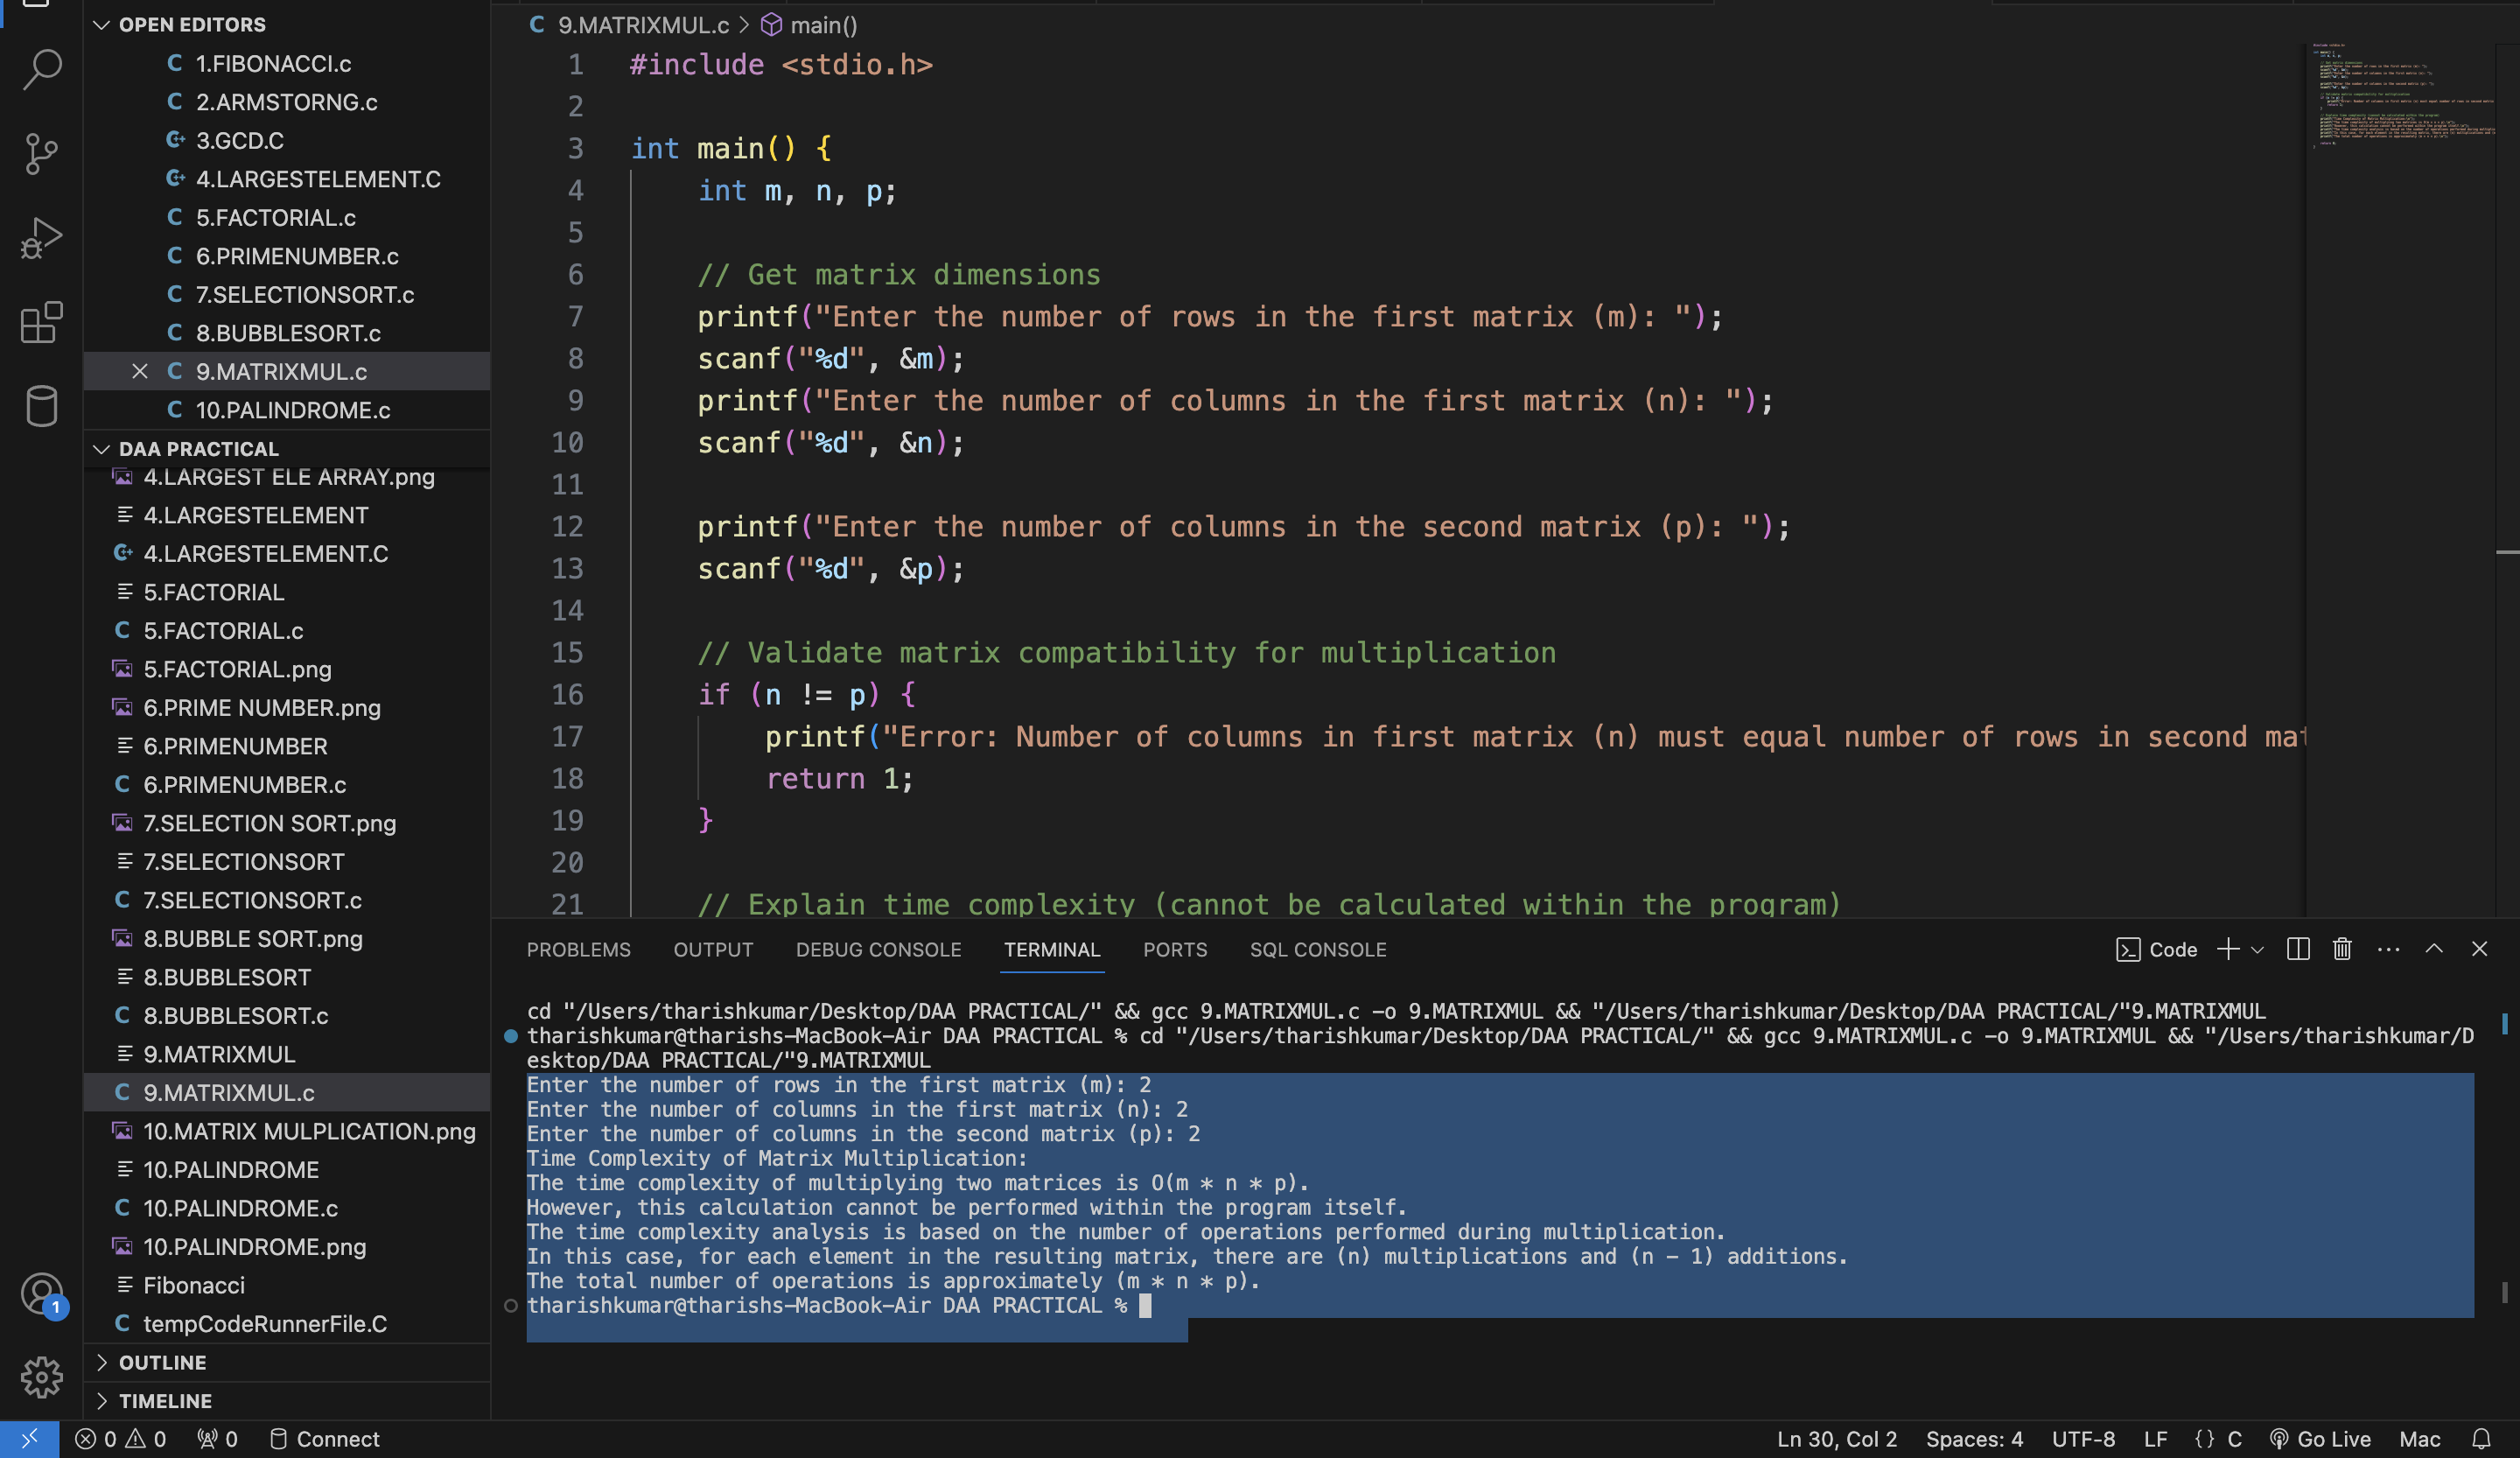 OPEN EDITORS
1.FIBONACCI.c
2.ARMSTORNG.c
3.GCD.C
4.LARGESTELEMENT.C
5.FACTORIAL.c
6.PRIMENUMBER.c
7.SELECTIONSORT.c
8.BUBBLESORT.c
9.MATRIXMUL.c
10.PALINDROME.c
DAA PRACTICAL
4.LARGEST ELE ARRAY.png
4.LARGESTELEMENT
4.LARGESTELEMENT.C
5.FACTORIAL
5.FACTORIAL.c
5.FACTORIAL.png
6.PRIME NUMBER.png
6.PRIMENUMBER
6.PRIMENUMBER.c
7.SELECTION SORT.png
7.SELECTIONSORT
7.SELECTIONSORT.c
8.BUBBLE SORT.png
8.BUBBLESORT
8.BUBBLESORT.c
9.MATRIXMUL
9.MATRIXMUL.c
10.MATRIX MULPLICATION.png
10.PALINDROME
10.PALINDROME.c
10.PALINDROME.png
Fibonacci
tempCodeRunnerFile.C
OUTLINE
TIMELINE
1
9.MATRIXMUL.c > main()
1 #include <stdio.h>
2
3 int main() {
4 int m, n, p;
5
6 // Get matrix dimensions
7 printf("Enter the number of rows in the first matrix (m): ");
8 scanf("%d", &m);
9 printf("Enter the number of columns in the first matrix (n): ");
10 scanf("%d", &n);
11
12 printf("Enter the number of columns in the second matrix (p): ");
13 scanf("%d", &p);
14
15 // Validate matrix compatibility for multiplication
16 if (n != p) {
17 printf("Error: Number of columns in first matrix (n) must equal number of rows in second mat
18 return 1;
19 }
20
21 // Explain time complexity (cannot be calculated within the program)
PROBLEMS OUTPUT DEBUG CONSOLE TERMINAL PORTS SQL CONSOLE Code
cd "/Users/tharishkumar/Desktop/DAA PRACTICAL/" && gcc 9.MATRIXMUL.c -o 9.MATRIXMUL && "/Users/tharishkumar/Desktop/DAA PRACTICAL/"9.MATRIXMUL
tharishkumar@tharishs-MacBook-Air DAA PRACTICAL % cd "/Users/tharishkumar/Desktop/DAA PRACTICAL/" && gcc 9.MATRIXMUL.c -o 9.MATRIXMUL && "/Users/tharishkumar/D
esktop/DAA PRACTICAL/"9.MATRIXMUL
Enter the number of rows in the first matrix (m): 2
Enter the number of columns in the first matrix (n): 2
Enter the number of columns in the second matrix (p): 2
Time Complexity of Matrix Multiplication:
The time complexity of multiplying two matrices is O(m * n * p).
However, this calculation cannot be performed within the program itself.
The time complexity analysis is based on the number of operations performed during multiplication.
In this case, for each element in the resulting matrix, there are (n) multiplications and (n - 1) additions.
The total number of operations is approximately (m * n * p).
tharishkumar@tharishs-MacBook-Air DAA PRACTICAL %
0 0 0 Connect Ln 30, Col 2 Spaces: 4 UTF-8 LF {} C Go Live Mac